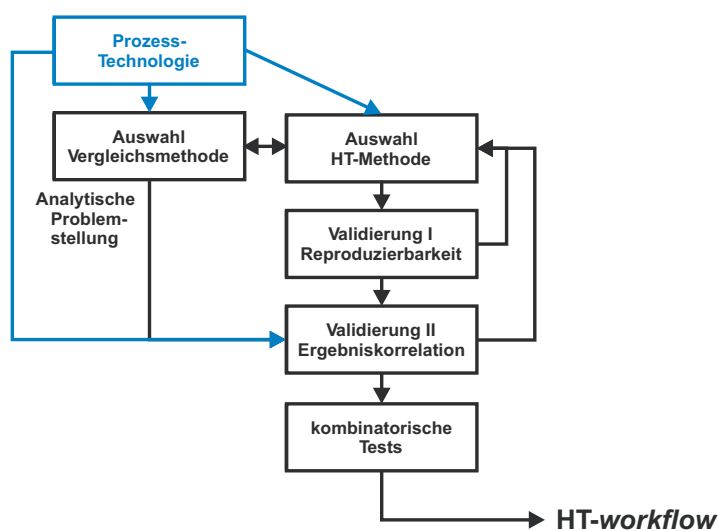 Prozess-
Technologie
Auswahl
Vergleichsmethode
Auswahl
HT-Methode
Analytische
Problem-
stellung
Validierung I
Reproduzierbarkeit
Validierung II
Ergebniskorrelation
kombinatorische
Tests
HT-workflow